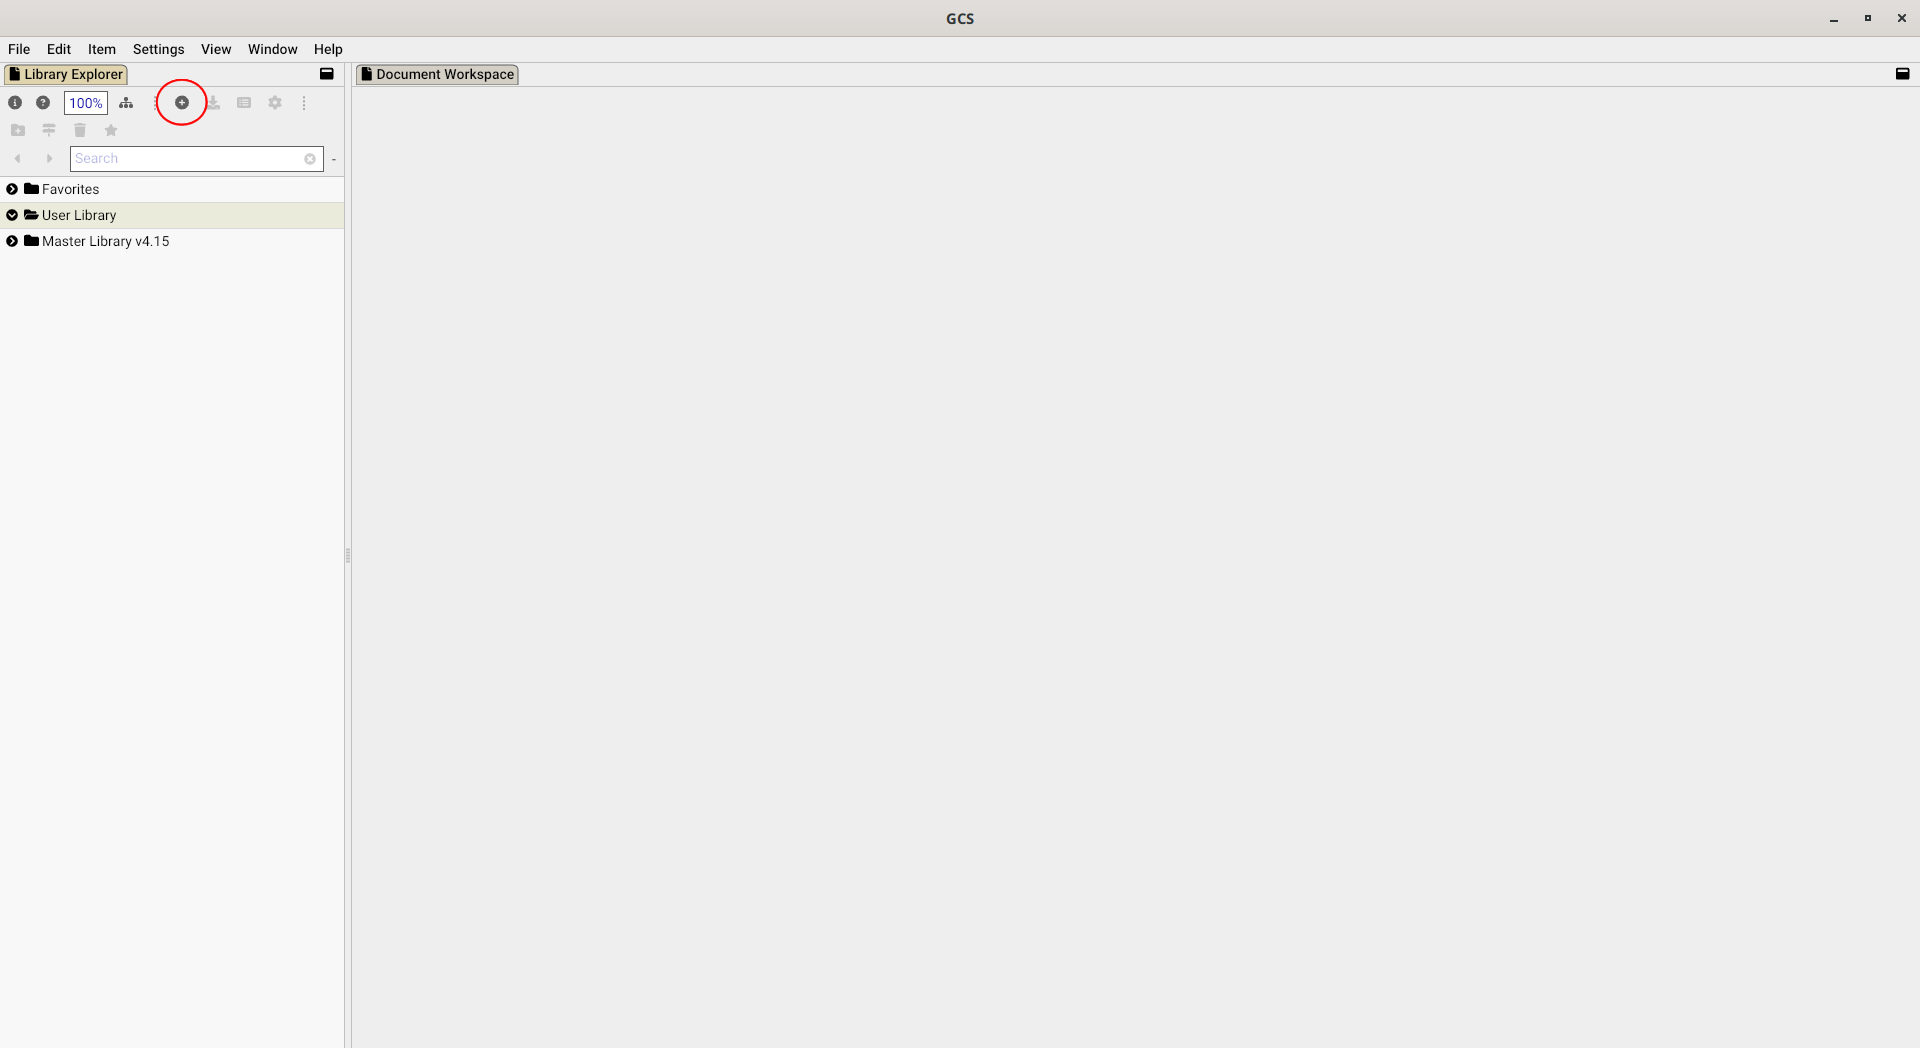 GCS
File Edit Item Settings View Window Help
Library Explorer
Document Workspace
100%
Search
-
Favorites
User Library
Master Library v4.15